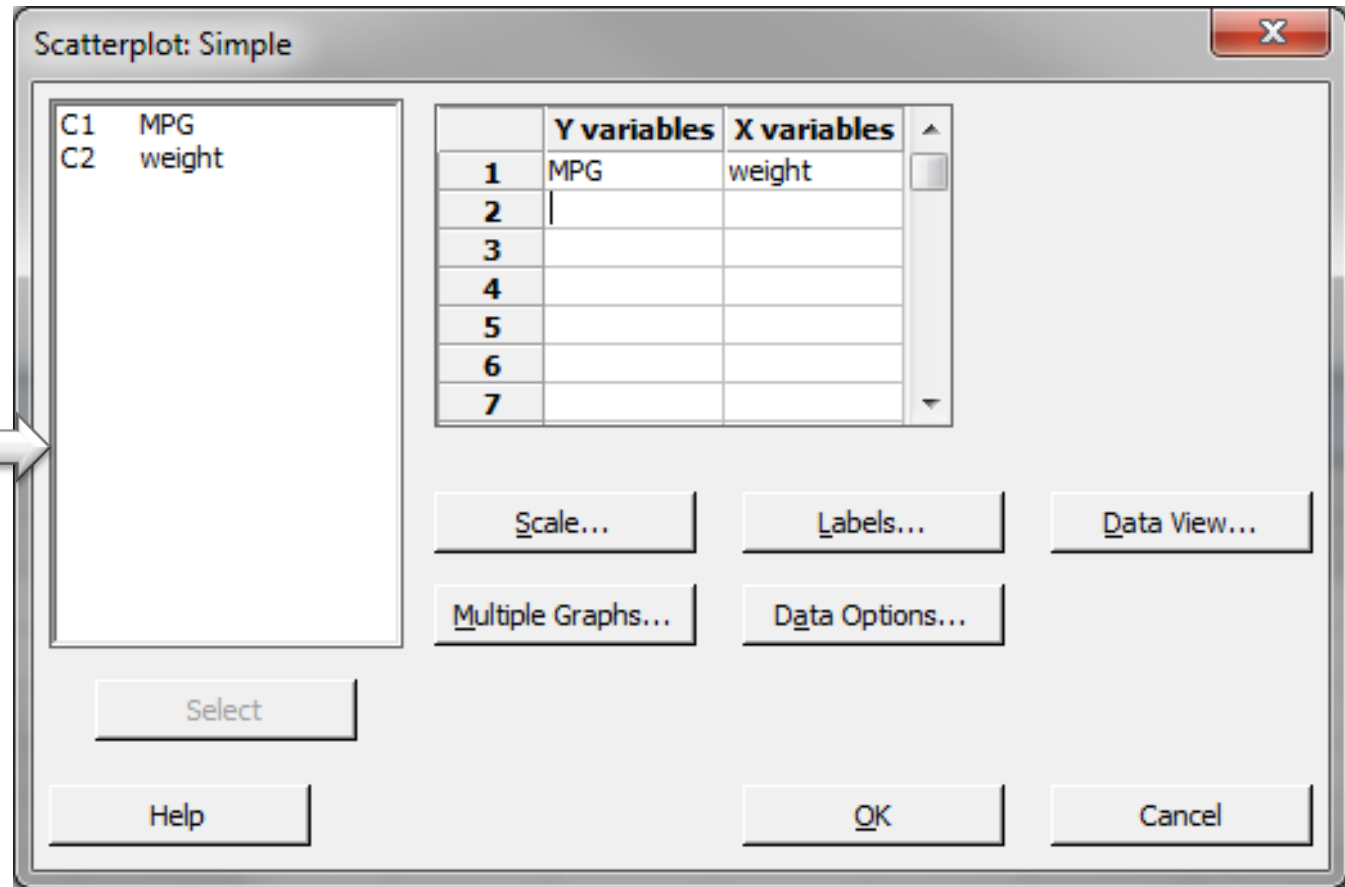 Scatterplot: Simple
C1 MPG
C2 weight
Y variables X variables
1 MPG weight
2
3
4
5
6
7
Scale... Labels... Data View...
Multiple Graphs... Data Options...
Select
Help OK Cancel